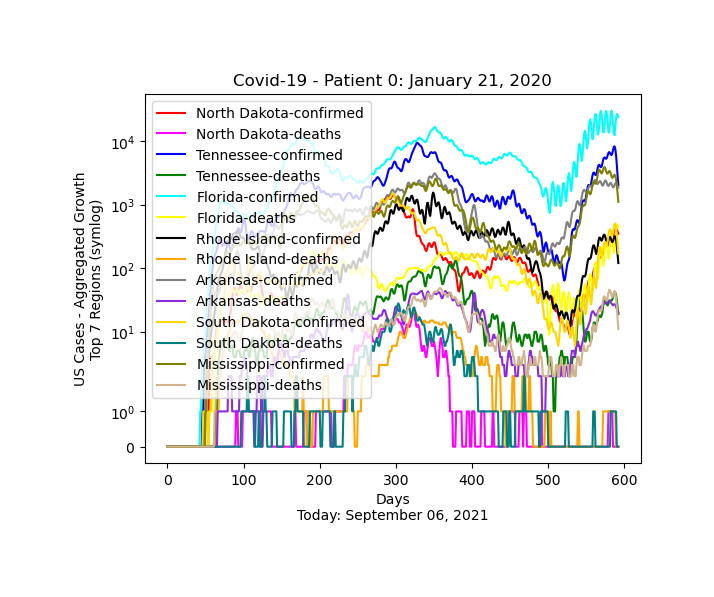 Covid-19 - Patient 0: January 21, 2020
US Cases - Aggregated Growth
Top 7 Regions (symlog)
10⁴
10³
10²
10¹
10⁰
0
North Dakota-confirmed
North Dakota-deaths
Tennessee-confirmed
Tennessee-deaths
Florida-confirmed
Florida-deaths
Rhode Island-confirmed
Rhode Island-deaths
Arkansas-confirmed
Arkansas-deaths
South Dakota-confirmed
South Dakota-deaths
Mississippi-confirmed
Mississippi-deaths
0 100 200 300 400 500 600
Days
Today: September 06, 2021